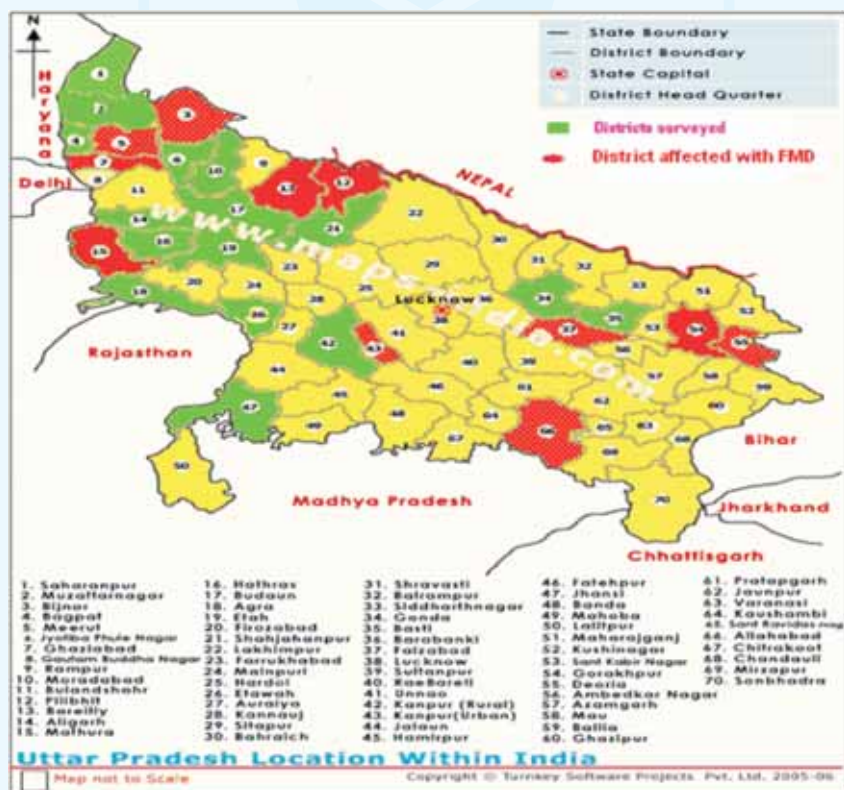 N
State Boundary
District Boundary
State Capital
District Head Quarter
Districts surveyed
District affected with FMD
Haryana
Delhi
NEPAL
Lucknow
Rajasthan
Madhya Pradesh
Bihar
Jharkhand
Chhattisgarh
1. Saharanpur
2. Muzaffarnagar
3. Bijnor
4. Bagpat
5. Meerut
6. Jyotiba Phule Nagar
7. Ghaziabad
8. Gautam Buddha Nagar
9. Rampur
10. Moradabad
11. Bulandshahr
12. Pilibhit
13. Bareilly
14. Aligarh
15. Mathura
16. Hathras
17. Budaun
18. Agra
19. Etah
20. Firozabad
21. Shahjahanpur
22. Lakhimpur
23. Farrukhabad
24. Mainpuri
25. Hardoi
26. Etawah
27. Auraiya
28. Kannauj
29. Sitapur
30. Bahraich
31. Shravasti
32. Balrampur
33. Siddharthnagar
34. Gonda
35. Basti
36. Barabanki
37. Faizabad
38. Lucknow
39. Sultanpur
40. RaeBareli
41. Unnao
42. Kanpur (Rural)
43. Kanpur(Urban)
44. Jalaun
45. Hamirpur
46. Fatehpur
47. Jhansi
48. Banda
49. Mahoba
50. Lalitpur
51. Maharajganj
52. Kushinagar
53. Sant Kabir Nagar
54. Gorakhpur
55. Deoria
56. Ambedkar Nagar
57. Azamgarh
58. Mau
59. Ballia
60. Ghazipur
61. Pratapgarh
62. Jaunpur
63. Varanasi
64. Kaushambi
65. Sant Ravidas
66. Allahabad
67. Chitrakoot
68. Chandauli
69. Mirzapur
70. Sonbhadra
Uttar Pradesh Location Within India
Map not to Scale
Copyright © Turnkey Software Projects Pvt. Ltd. 2005-06